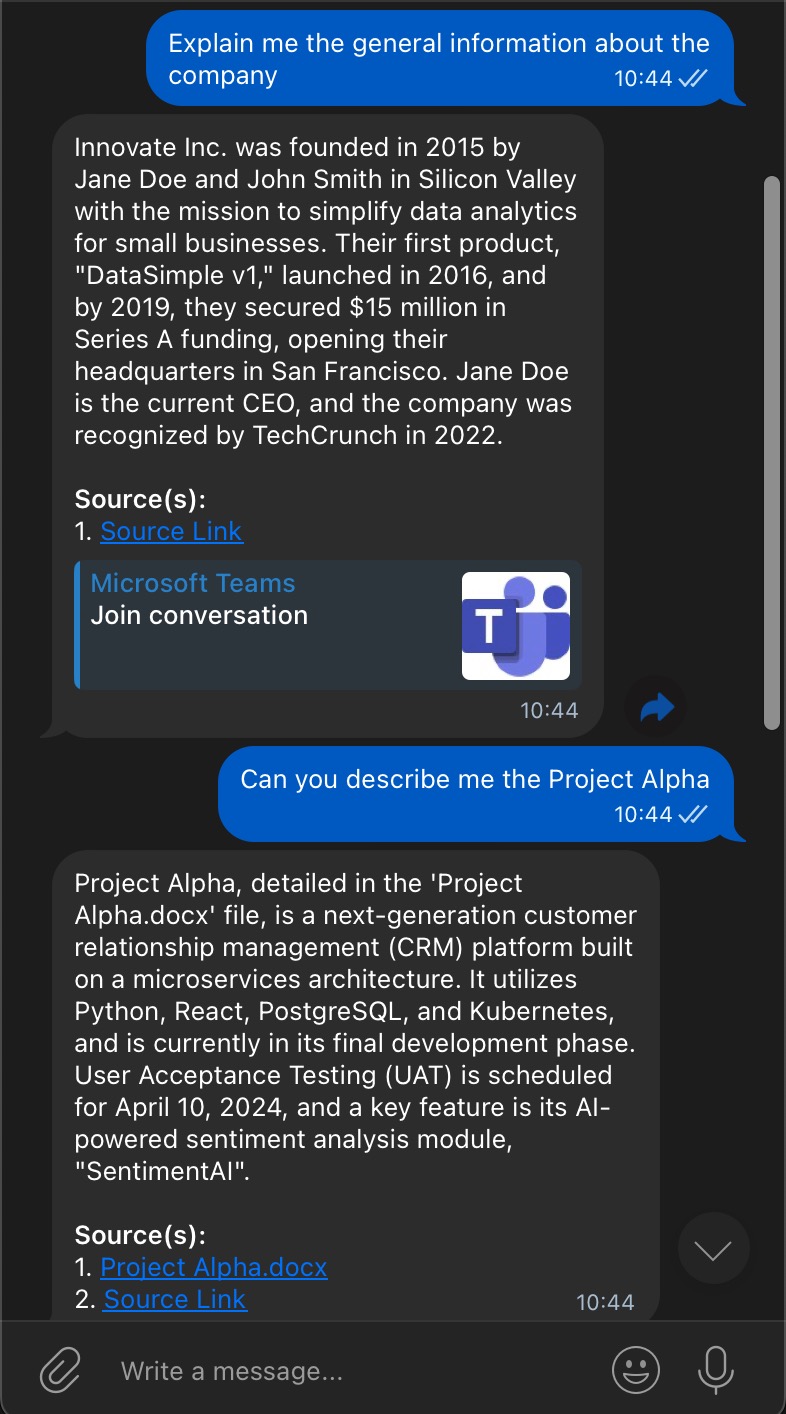 Explain me the general information about the
company
10:44
Innovate Inc. was founded in 2015 by
Jane Doe and John Smith in Silicon Valley
with the mission to simplify data analytics
for small businesses. Their first product,
"DataSimple v1," launched in 2016, and
by 2019, they secured $15 million in
Series A funding, opening their
headquarters in San Francisco. Jane Doe
is the current CEO, and the company was
recognized by TechCrunch in 2022.
Source(s):
1. Source Link
Microsoft Teams
Join conversation
T
10:44
Can you describe me the Project Alpha
10:44
Project Alpha, detailed in the 'Project
Alpha.docx' file, is a next-generation customer
relationship management (CRM) platform built
on a microservices architecture. It utilizes
Python, React, PostgreSQL, and Kubernetes,
and is currently in its final development phase.
User Acceptance Testing (UAT) is scheduled
for April 10, 2024, and a key feature is its AI-
powered sentiment analysis module,
"SentimentAI".
Source(s):
1. Project Alpha.docx
2. Source Link
10:44
Write a message...